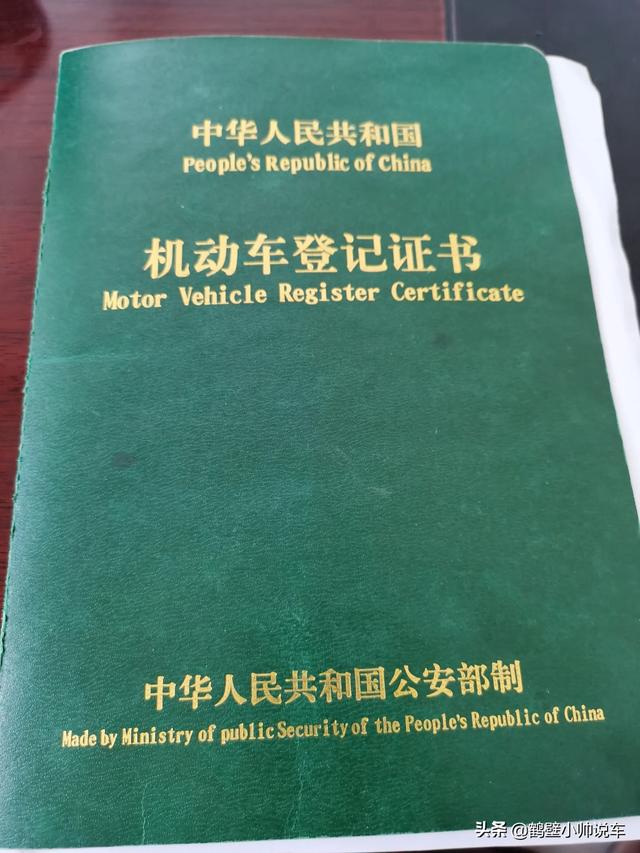 中华人民共和国
People's Republic of China
机动车登记证书
Motor Vehicle Register Certificate
中华人民共和国公安部制
Made by Ministry of public Security of the People's Republic of China
头条 @鹤壁小帅说车